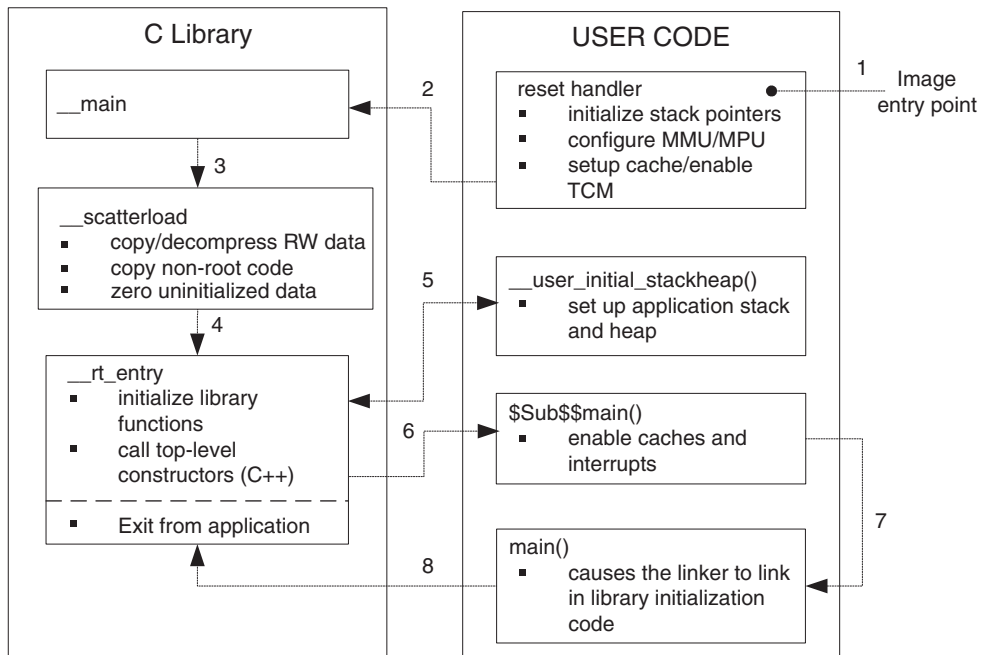 C Library
__main
3
__scatterload
▪ copy/decompress RW data
▪ copy non-root code
▪ zero uninitialized data
4
__rt_entry
▪ initialize library
functions
▪ call top-level
constructors (C++)
▪ Exit from application
2
5
6
8
USER CODE
reset handler
▪ initialize stack pointers
▪ configure MMU/MPU
▪ setup cache/enable
TCM
1
Image
entry point
__user_initial_stackheap()
▪ set up application stack
and heap
$Sub$$main()
▪ enable caches and
interrupts
7
main()
▪ causes the linker to link
in library initialization
code